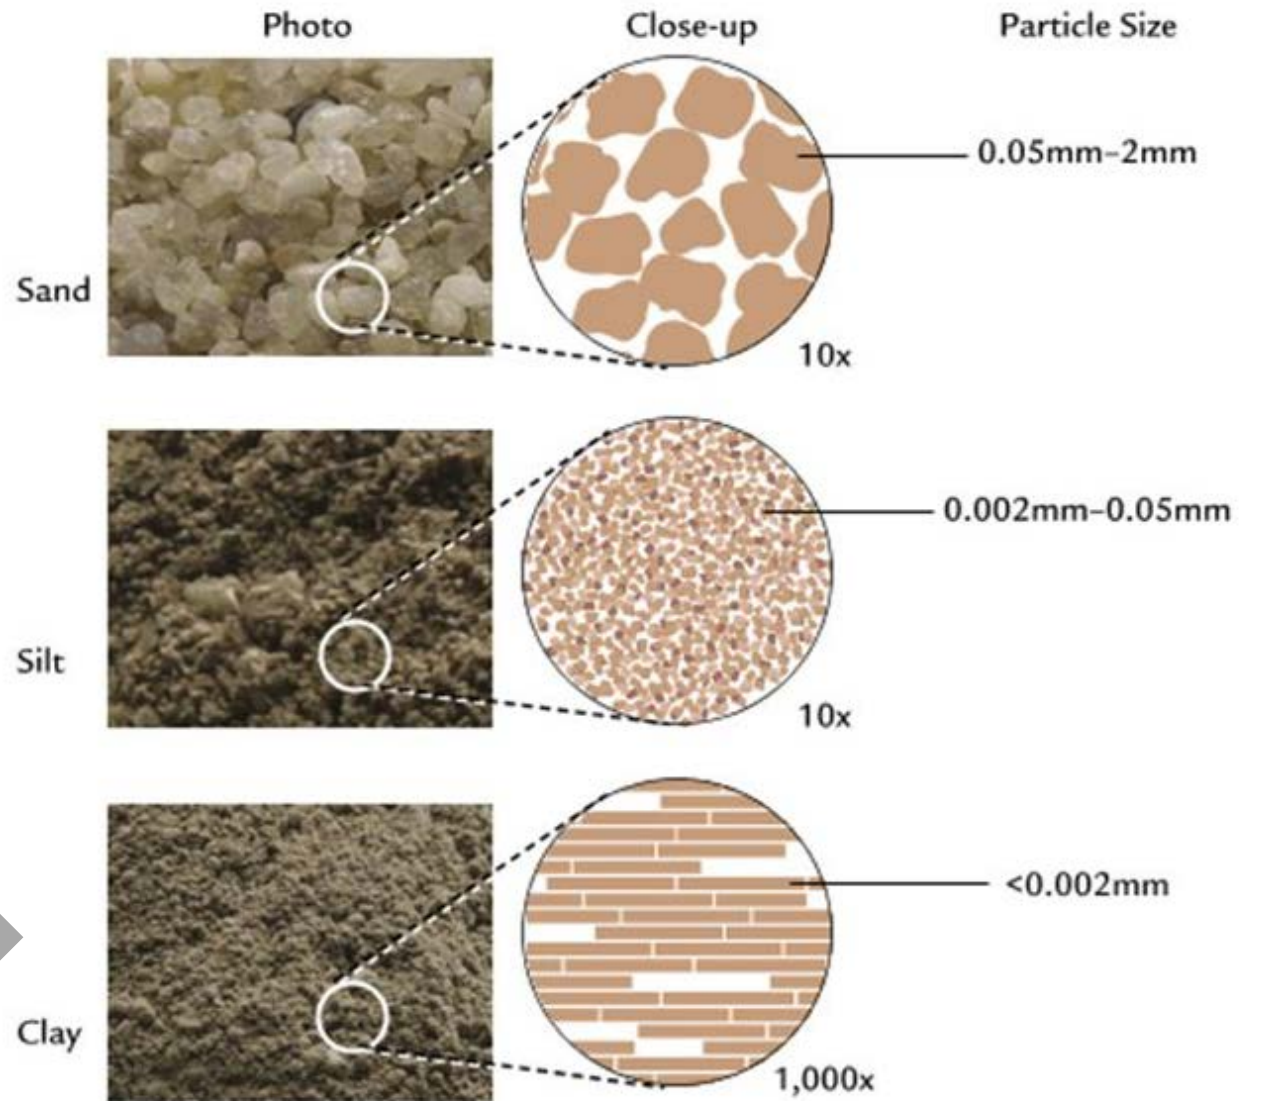 Photo Close-up Particle Size
0.05mm–2mm
Sand
10x
0.002mm–0.05mm
Silt
10x
<0.002mm
Clay
1,000x